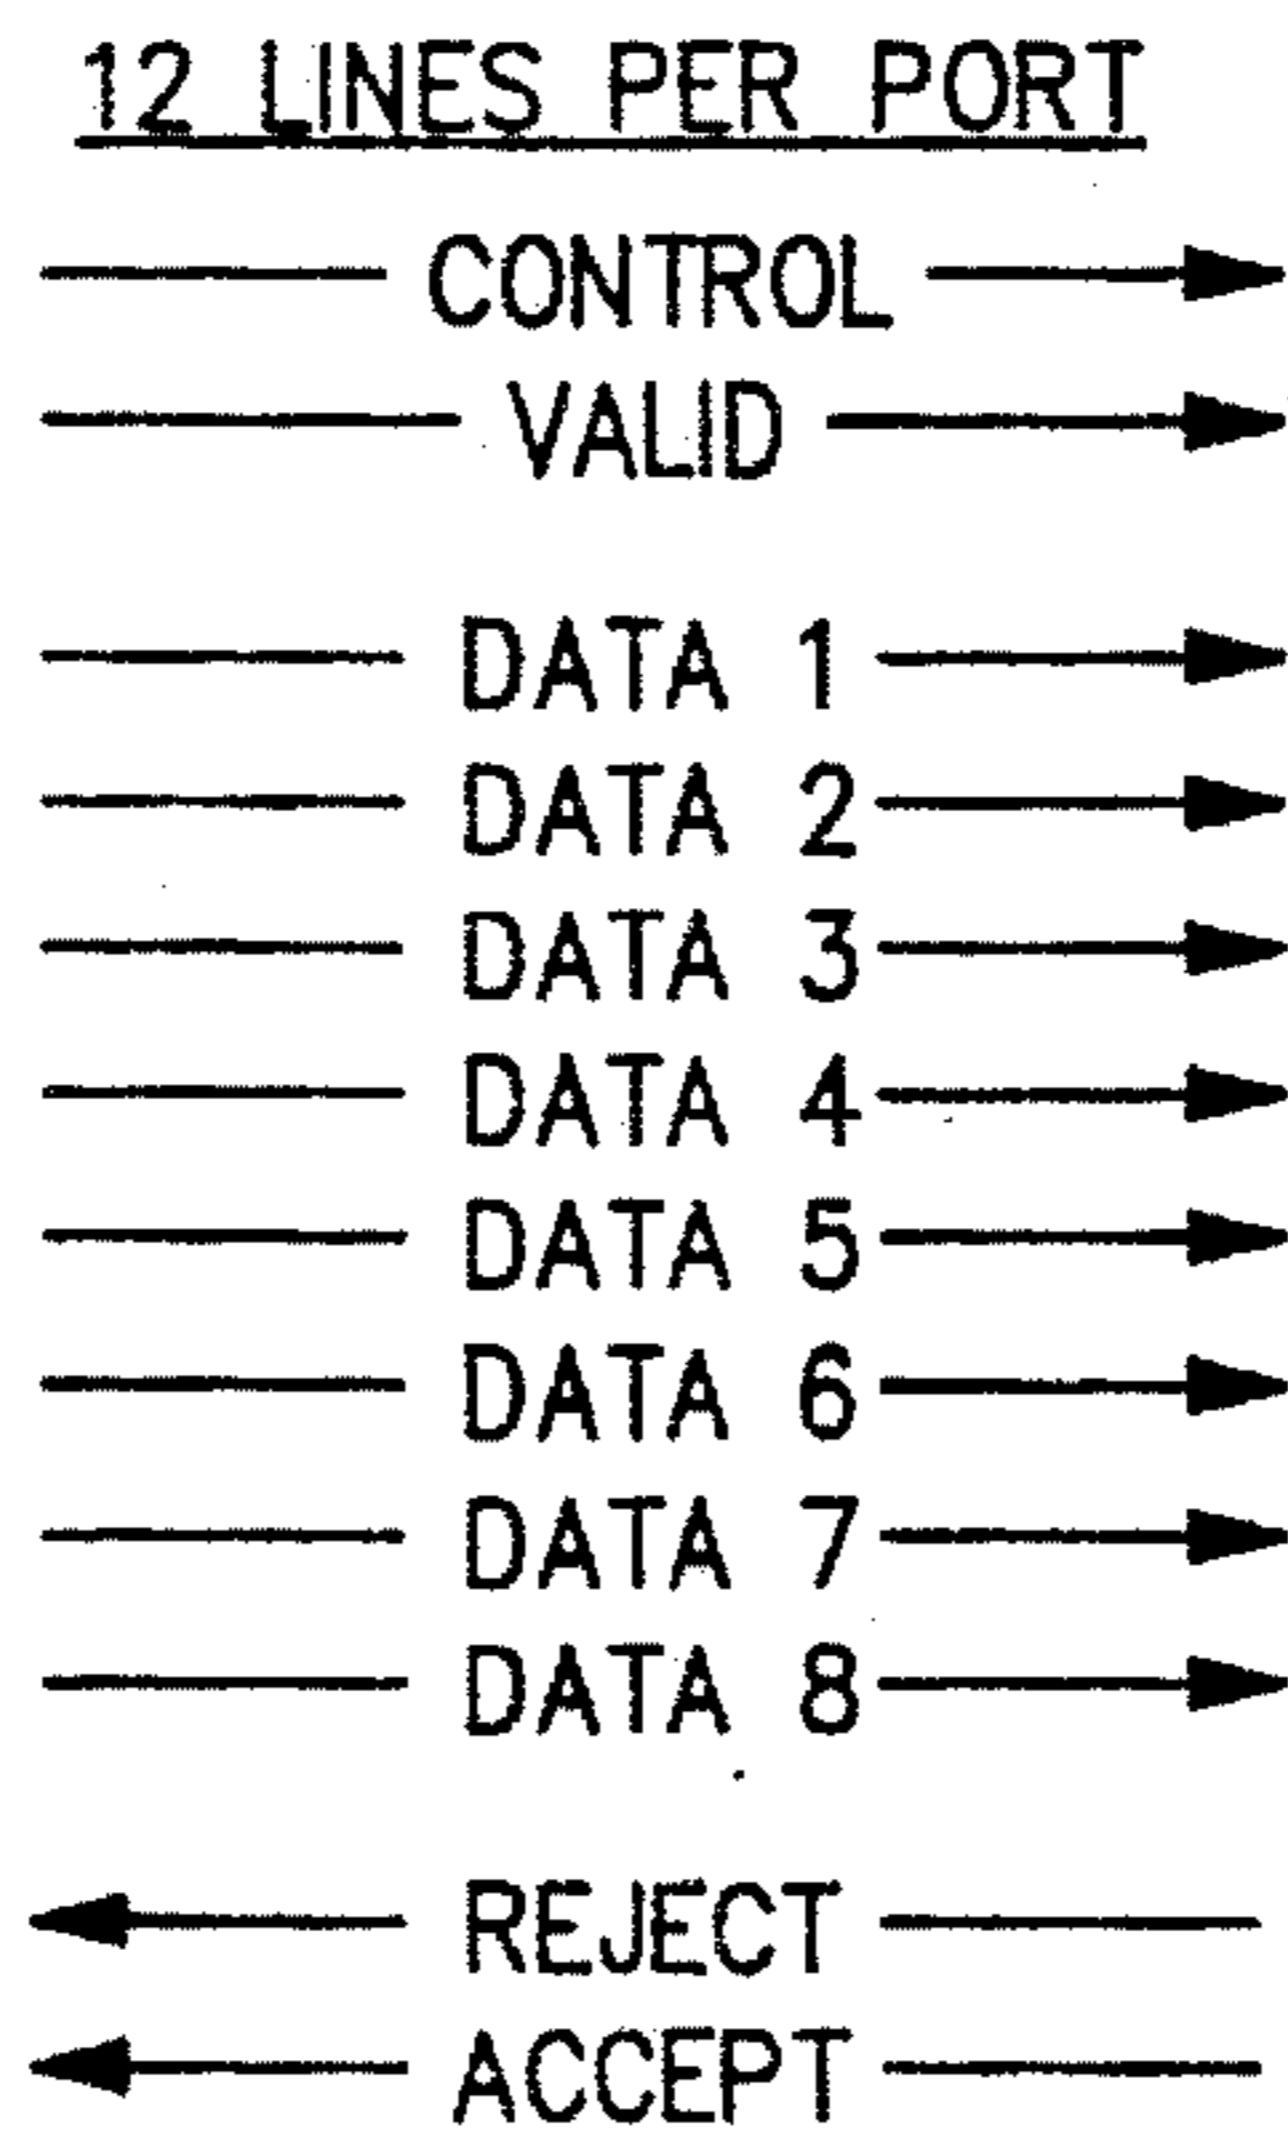 12 LINES PER PORT
CONTROL
VALID
DATA 1
DATA 2
DATA 3
DATA 4
DATA 5
DATA 6
DATA 7
DATA 8
REJECT
ACCEPT